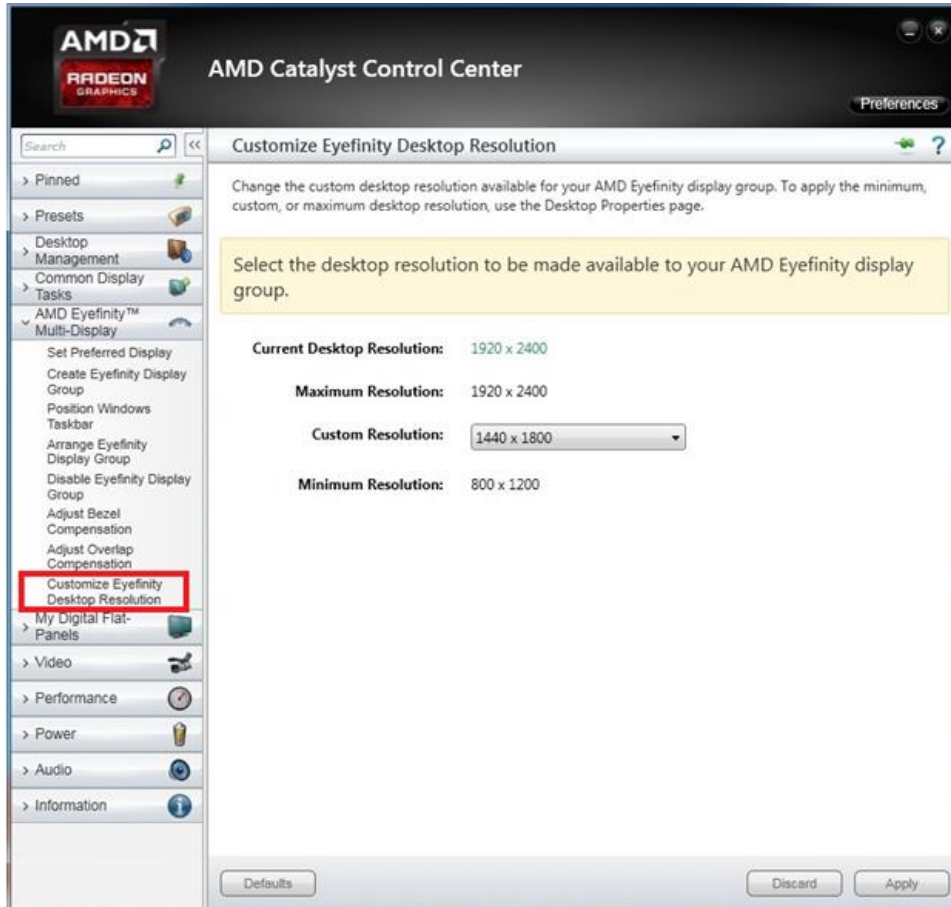 AMD
RADEON
GRAPHICS
AMD Catalyst Control Center
Preferences
Search
<<
Customize Eyefinity Desktop Resolution
?
> Pinned
> Presets
> Desktop
Management
> Common Display
Tasks
AMD Eyefinity™
Multi-Display
Set Preferred Display
Create Eyefinity Display
Group
Position Windows
Taskbar
Arrange Eyefinity
Display Group
Disable Eyefinity Display
Group
Adjust Bezel
Compensation
Adjust Overlap
Compensation
Customize Eyefinity
Desktop Resolution
> My Digital Flat-
Panels
> Video
> Performance
> Power
> Audio
> Information
Change the custom desktop resolution available for your AMD Eyefinity display group. To apply the minimum,
custom, or maximum desktop resolution, use the Desktop Properties page.
Select the desktop resolution to be made available to your AMD Eyefinity display
group.
Current Desktop Resolution: 1920 x 2400
Maximum Resolution: 1920 x 2400
Custom Resolution: 1440 x 1800
Minimum Resolution: 800 x 1200
Defaults
Discard
Apply